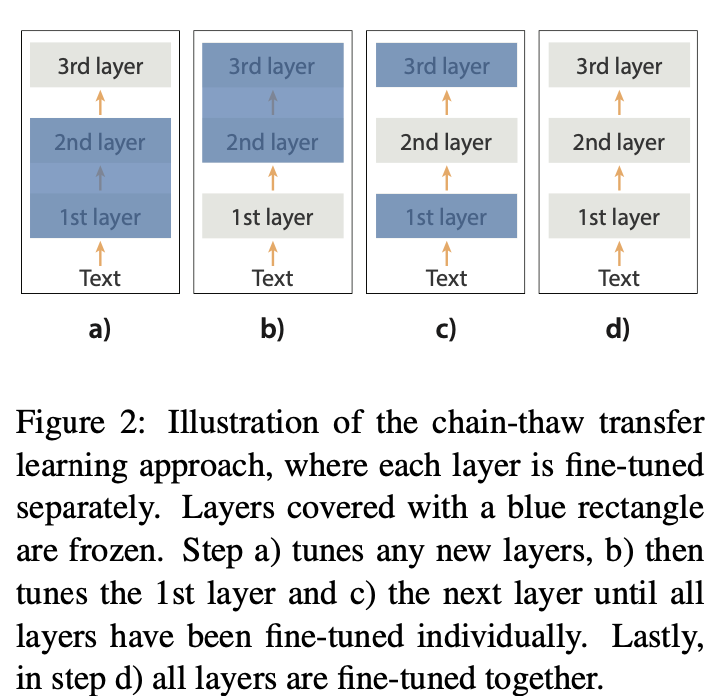 3rd layer 3rd layer 3rd layer 3rd layer
2nd layer 2nd layer 2nd layer 2nd layer
1st layer 1st layer 1st layer 1st layer
Text Text Text Text
a) b) c) d)
Figure 2: Illustration of the chain-thaw transfer
learning approach, where each layer is fine-tuned
separately. Layers covered with a blue rectangle
are frozen. Step a) tunes any new layers, b) then
tunes the 1st layer and c) the next layer until all
layers have been fine-tuned individually. Lastly,
in step d) all layers are fine-tuned together.